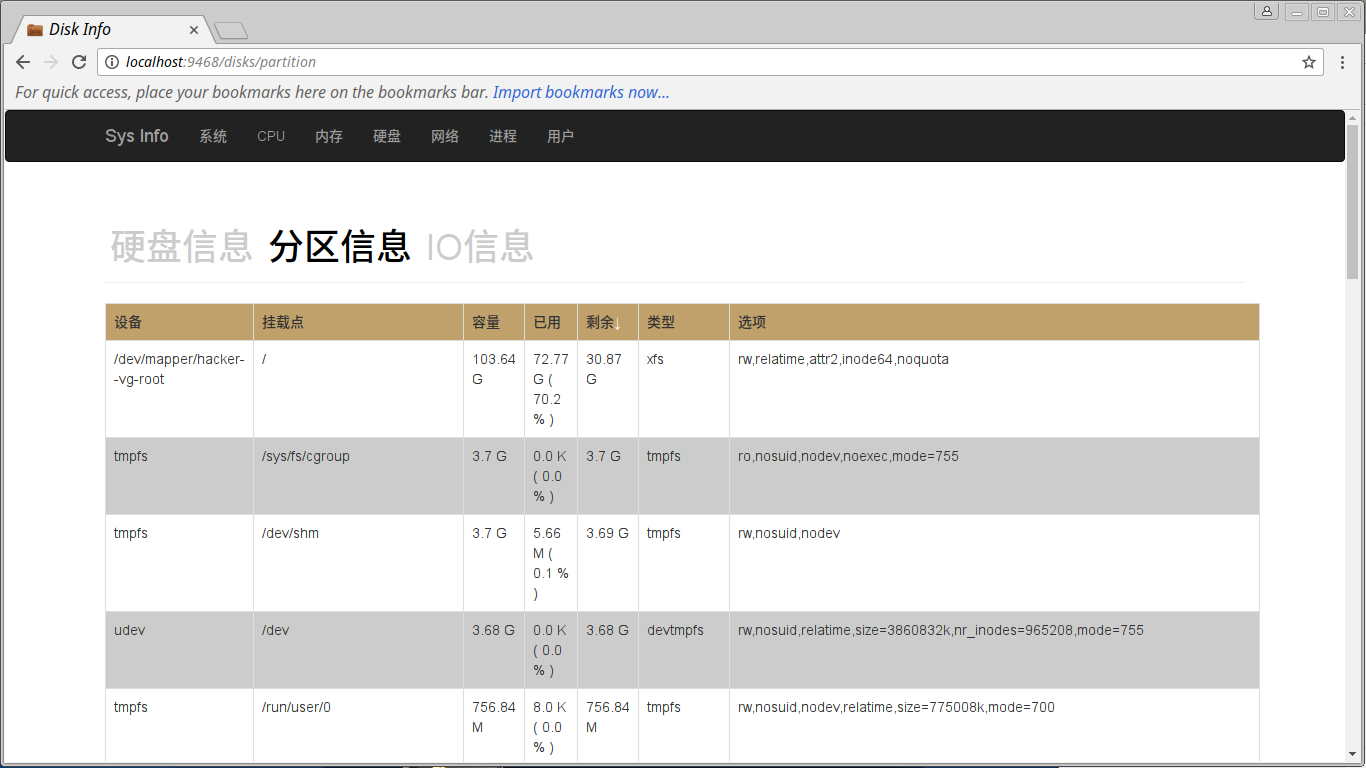 Disk Info
localhost:9468/disks/partition
For quick access, place your bookmarks here on the bookmarks bar. Import bookmarks now...
Sys Info 系统 CPU 内存 硬盘 网络 进程 用户
硬盘信息 分区信息 IO信息
设备 挂载点 容量 已用 剩余↓ 类型 选项
/dev/mapper/hacker- / 103.64 72.77 30.87 xfs rw,relatime,attr2,inode64,noquota
-vg-root G G ( G
70.2
% )
tmpfs /sys/fs/cgroup 3.7 G 0.0 K 3.7 G tmpfs ro,nosuid,nodev,noexec,mode=755
( 0.0
% )
tmpfs /dev/shm 3.7 G 5.66 3.69 G tmpfs rw,nosuid,nodev
M (
0.1 %
)
udev /dev 3.68 G 0.0 K 3.68 G devtmpfs rw,nosuid,relatime,size=3860832k,nr_inodes=965208,mode=755
( 0.0
% )
tmpfs /run/user/0 756.84 8.0 K 756.84 tmpfs rw,nosuid,nodev,relatime,size=775008k,mode=700
M ( 0.0 M
% )